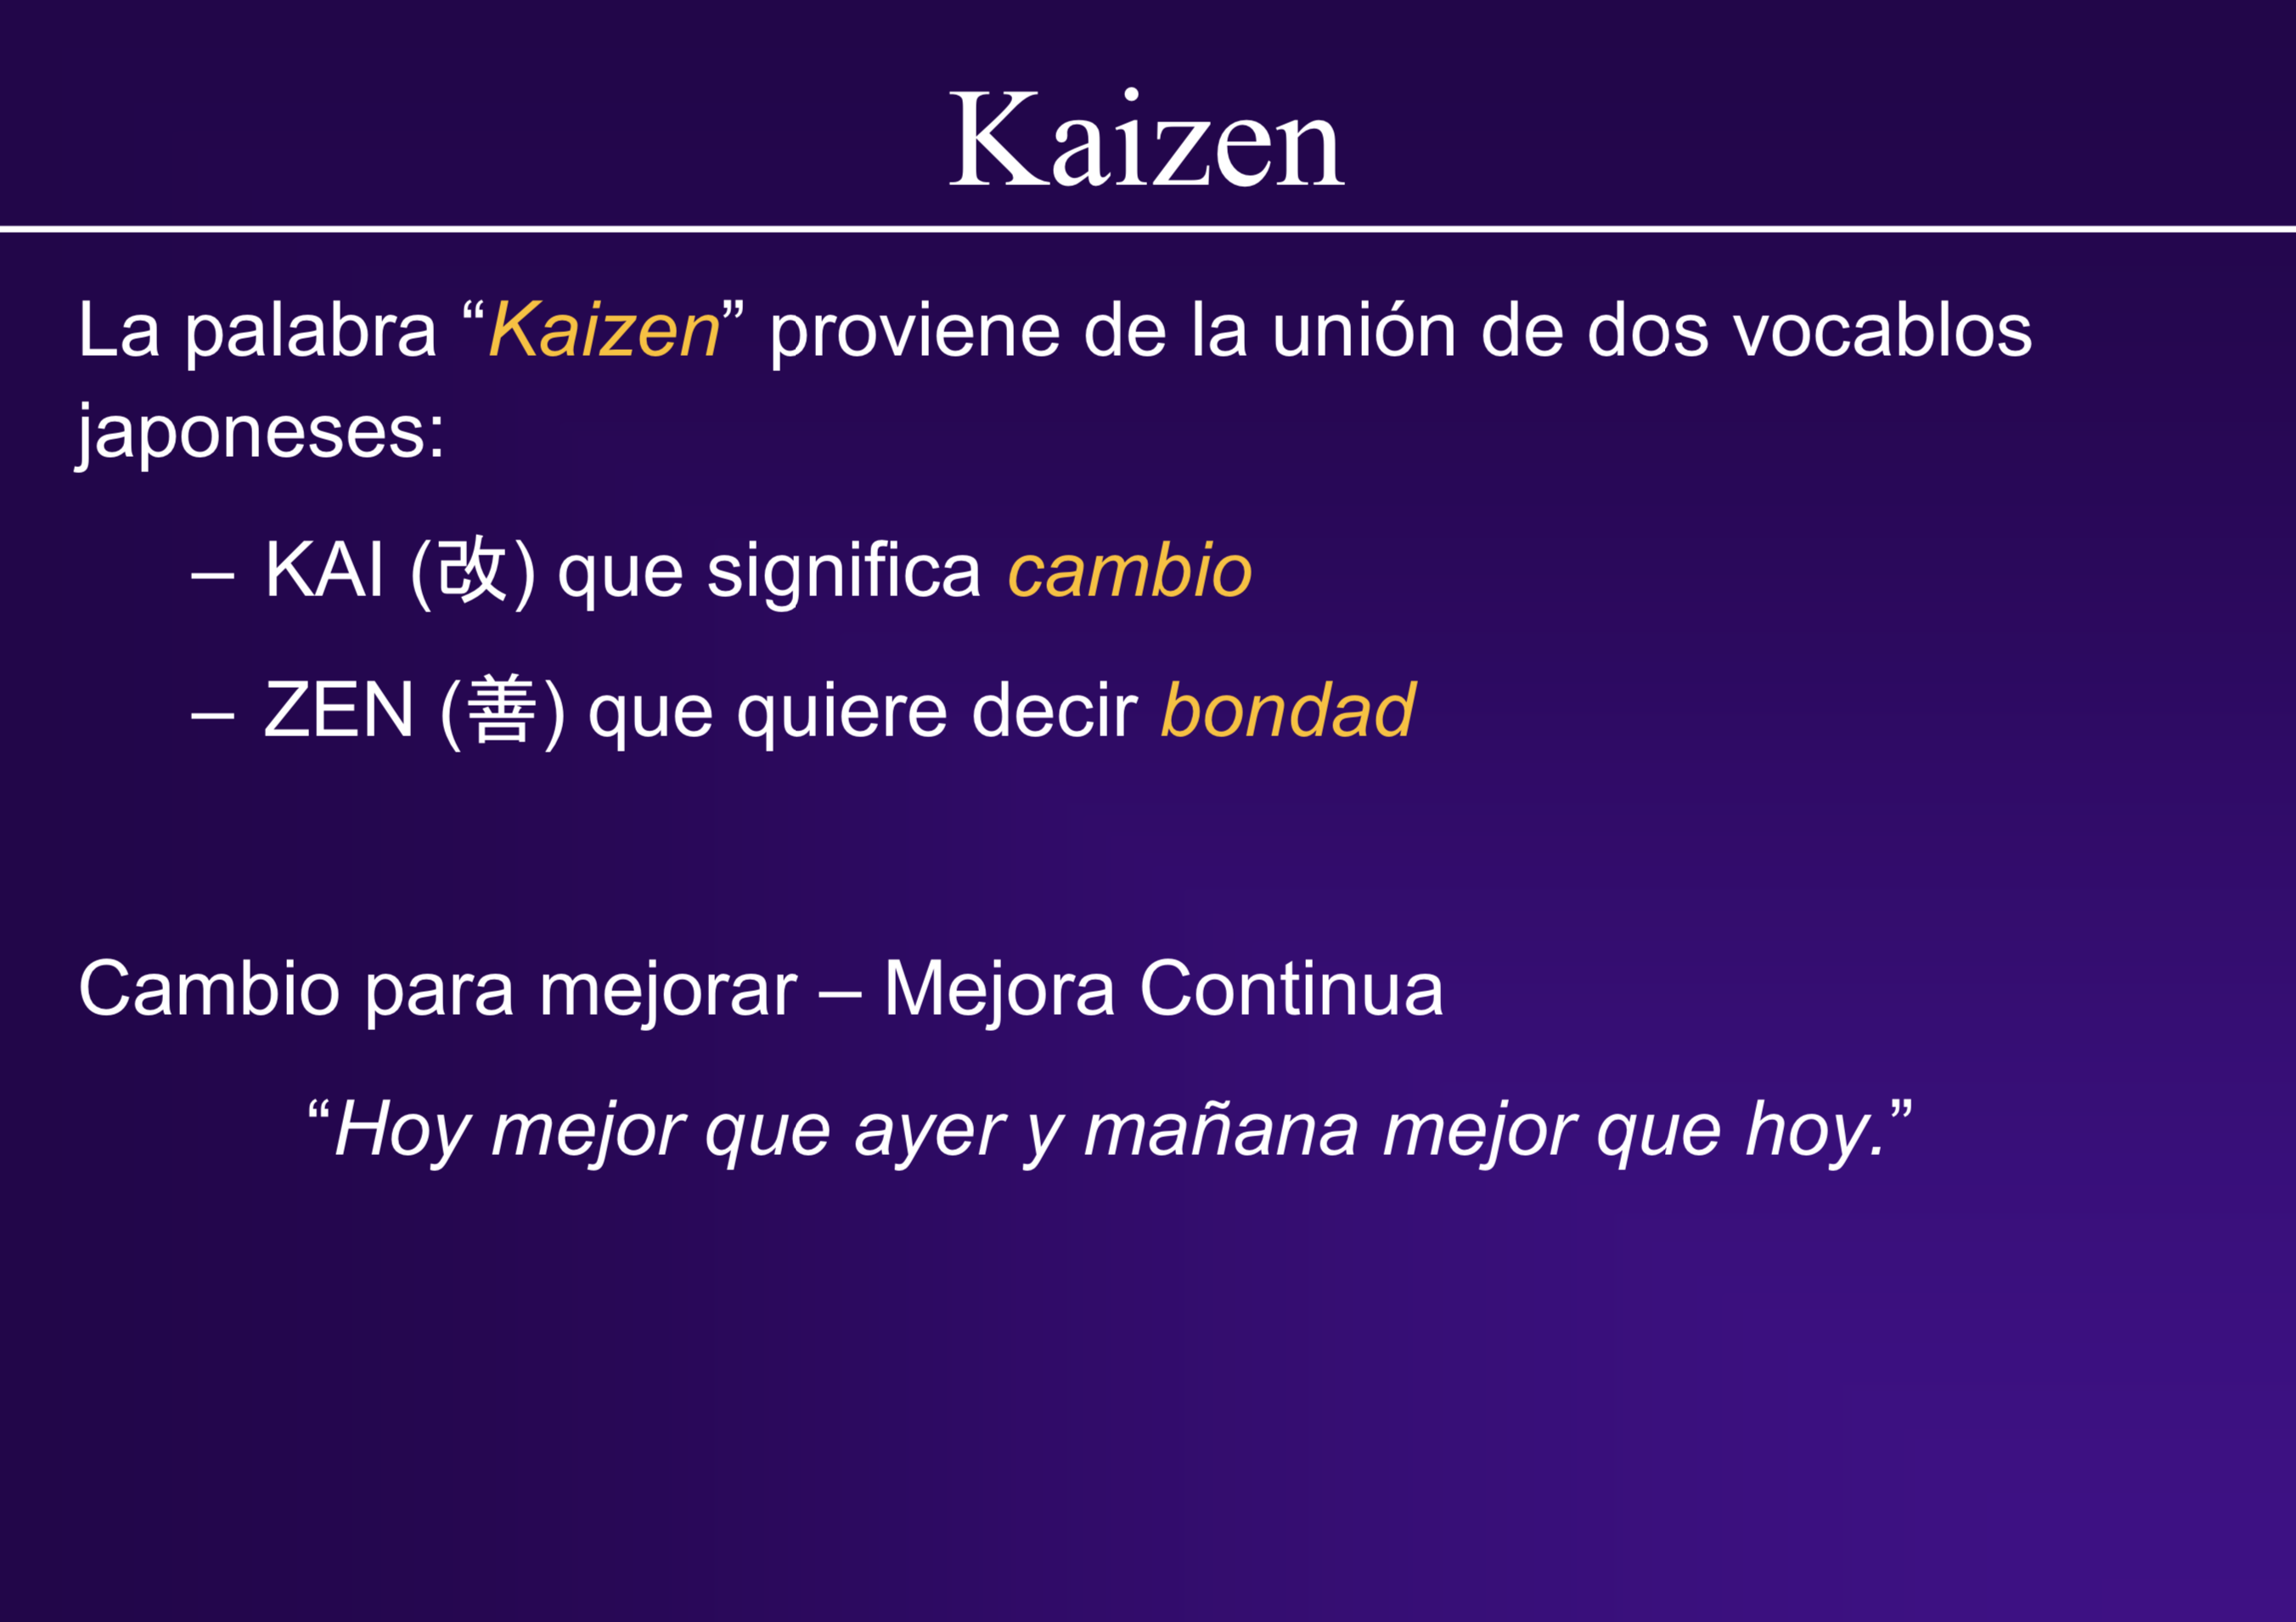 Kaizen
La palabra “Kaizen” proviene de la unión de dos vocablos
japoneses:
– KAI (改) que significa cambio
– ZEN (善) que quiere decir bondad
Cambio para mejorar – Mejora Continua
“Hoy mejor que ayer y mañana mejor que hoy.”